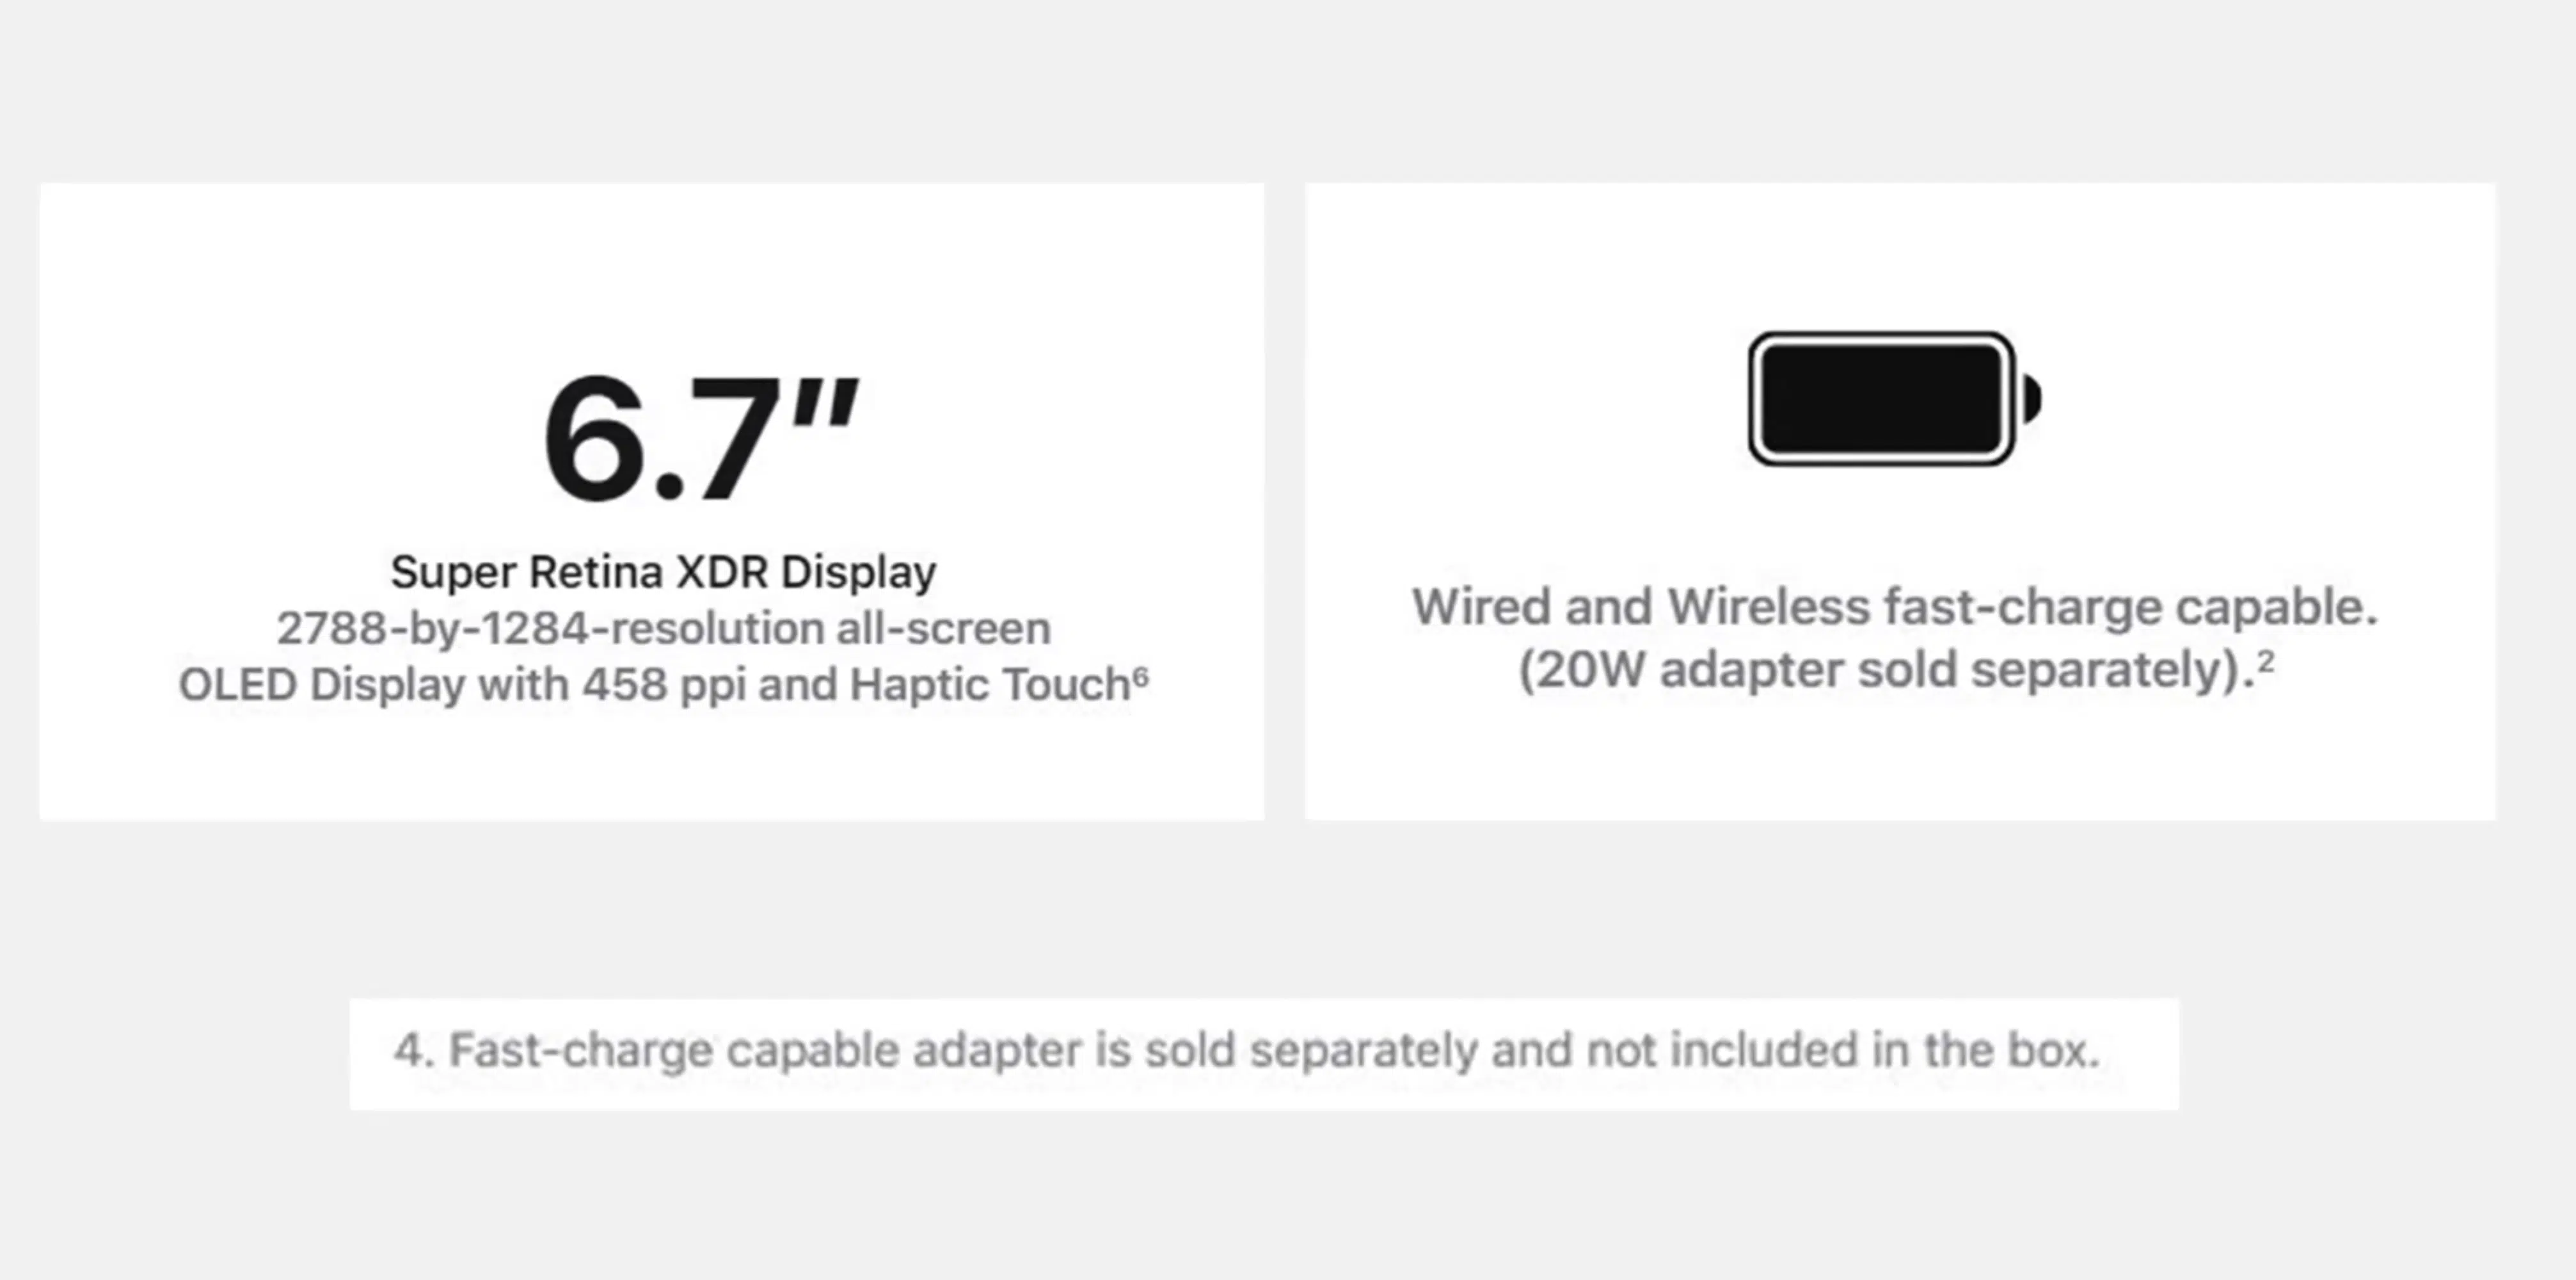 6.7"
Super Retina XDR Display
2788-by-1284-resolution all-screen
OLED Display with 458 ppi and Haptic Touch⁶
Wired and Wireless fast-charge capable.
(20W adapter sold separately).²
4. Fast-charge capable adapter is sold separately and not included in the box.